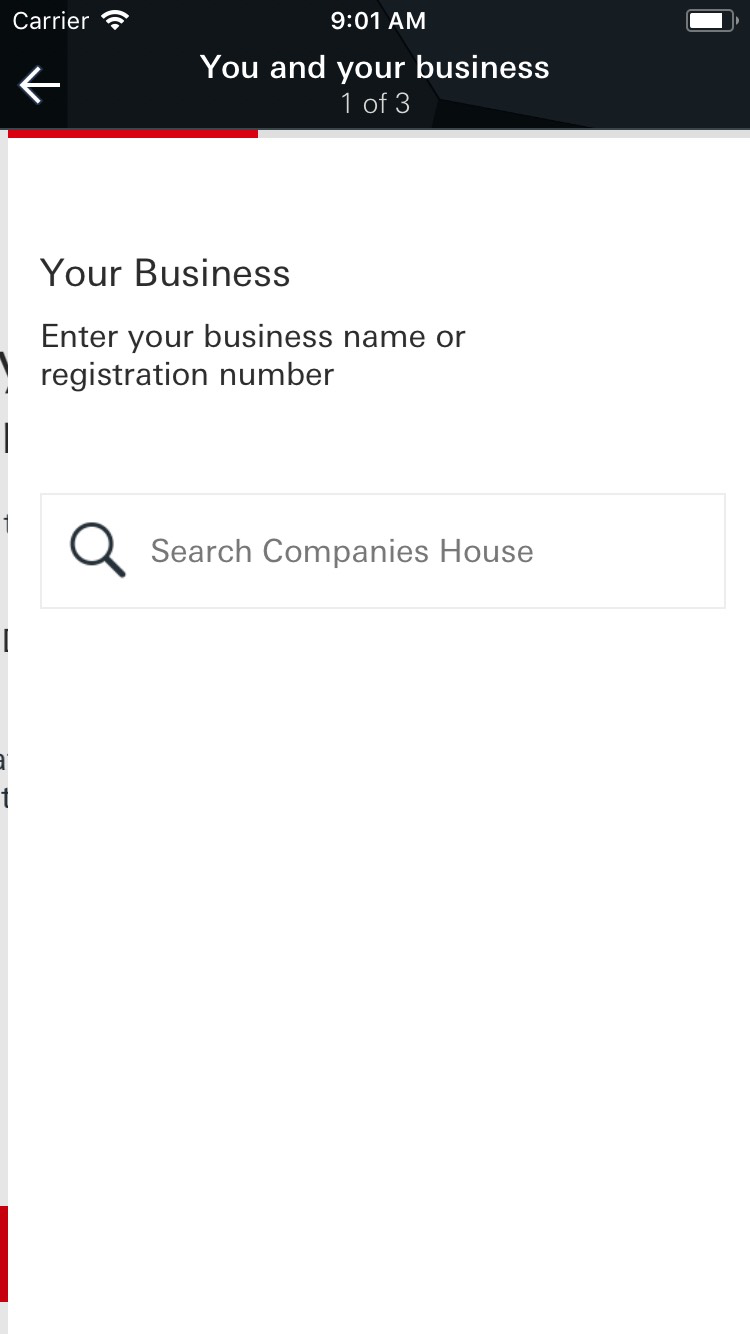 Carrier
9:01 AM
You and your business
1 of 3
Your Business
Enter your business name or
registration number
Search Companies House